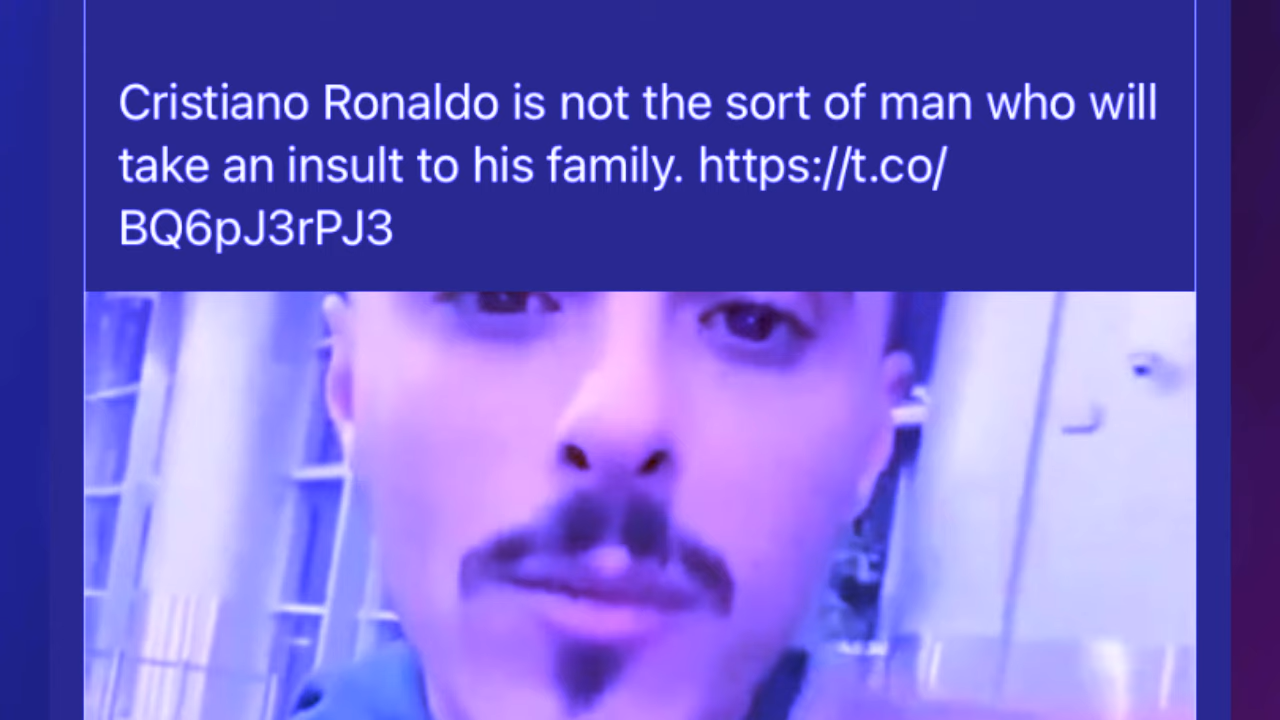 Cristiano Ronaldo is not the sort of man who will
take an insult to his family. https://t.co/
BQ6pJ3rPJ3